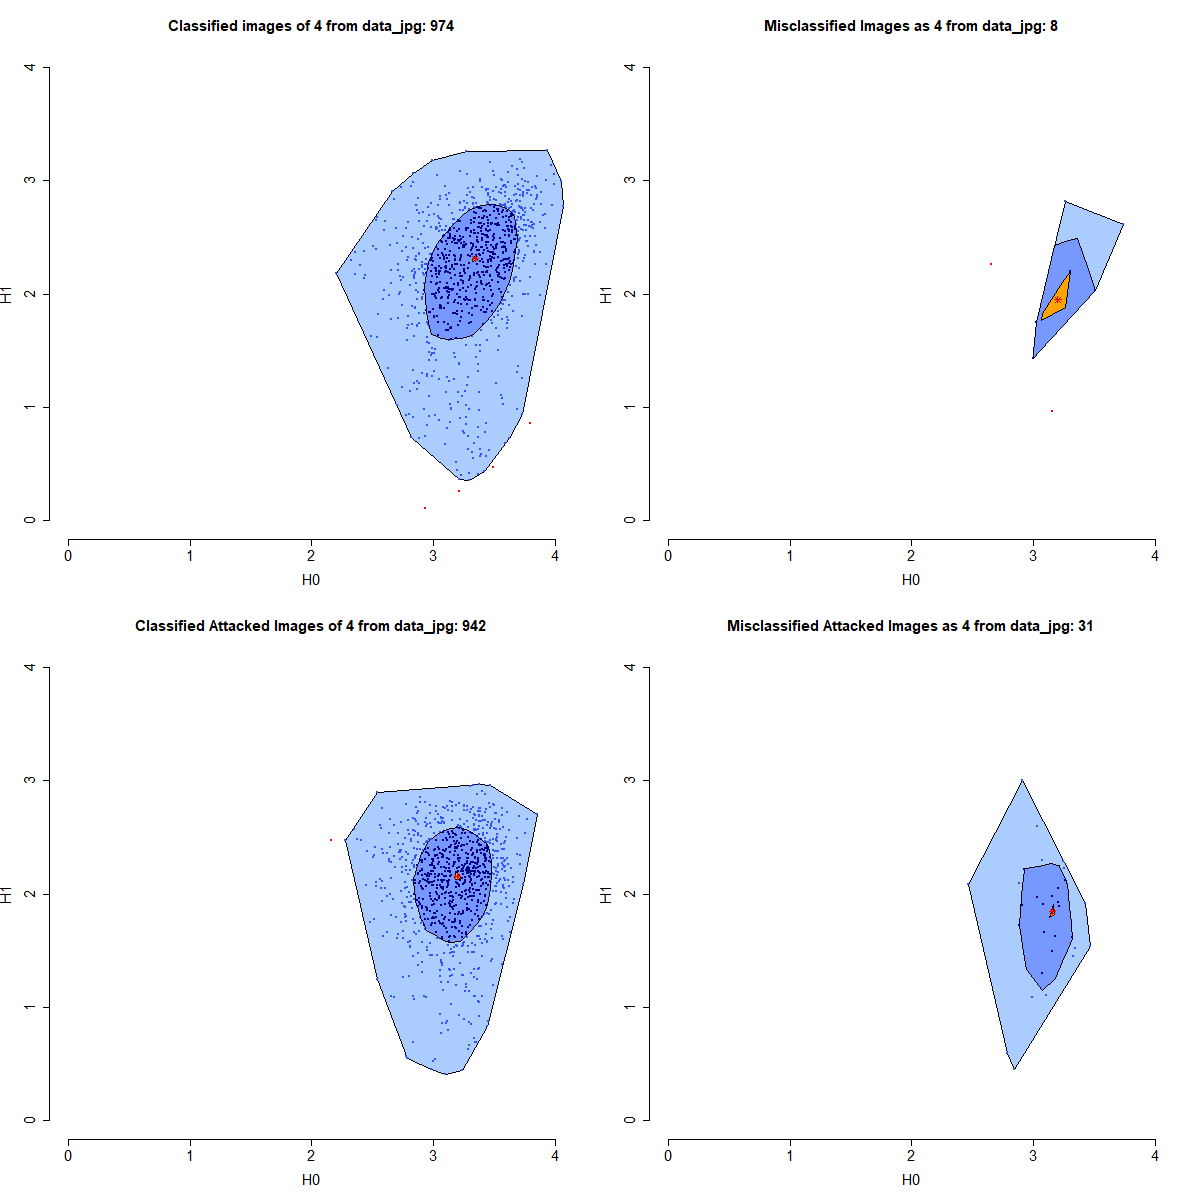 Classified images of 4 from data_jpg: 974
4
3
2
1
0
H1
0 1 2 3 4
H0
Misclassified Images as 4 from data_jpg: 8
4
3
2
1
0
H1
0 1 2 3 4
H0
Classified Attacked Images of 4 from data_jpg: 942
4
3
2
1
0
H1
0 1 2 3 4
H0
Misclassified Attacked Images as 4 from data_jpg: 31
4
3
2
1
0
H1
0 1 2 3 4
H0